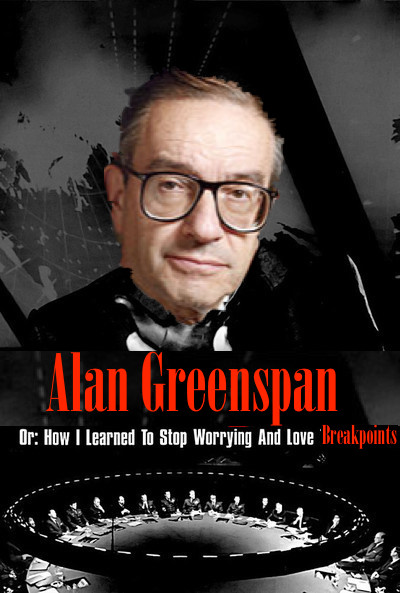 Alan Greenspan
Or: How I Learned To Stop Worrying And Love Breakpoints